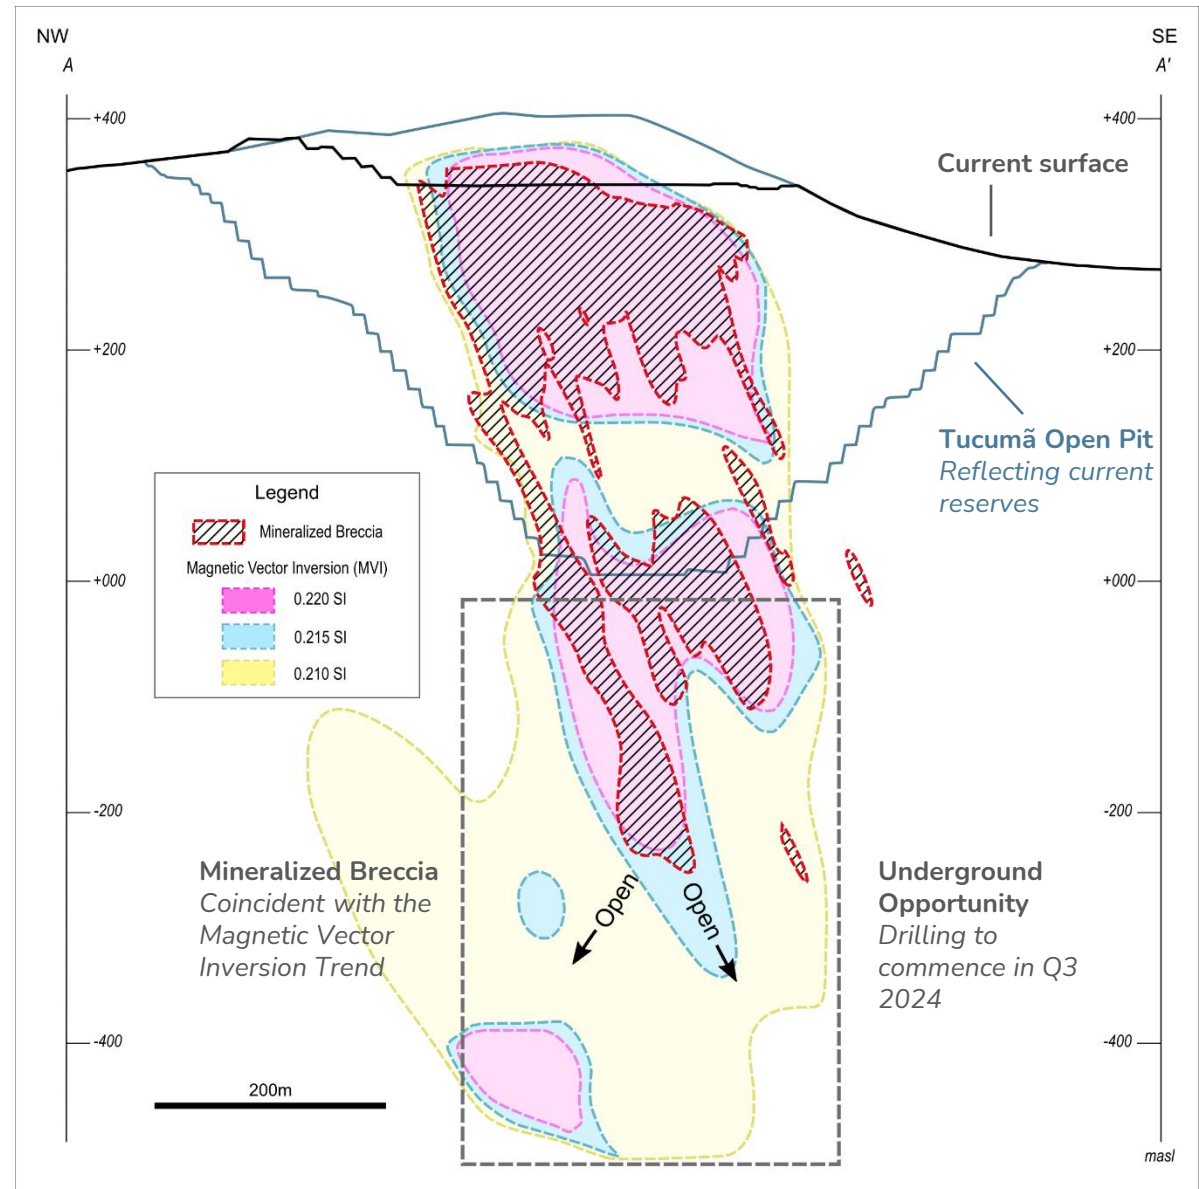 NW
A
SE
A'
+400
+200
+000
-200
-400
+400
+200
+000
-200
-400
masl
Current surface
Tucumã Open Pit
Reflecting current
reserves
Legend
Mineralized Breccia
Magnetic Vector Inversion (MVI)
0.220 SI
0.215 SI
0.210 SI
Mineralized Breccia
Coincident with the
Magnetic Vector
Inversion Trend
Open
Open
Underground
Opportunity
Drilling to
commence in Q3
2024
200m